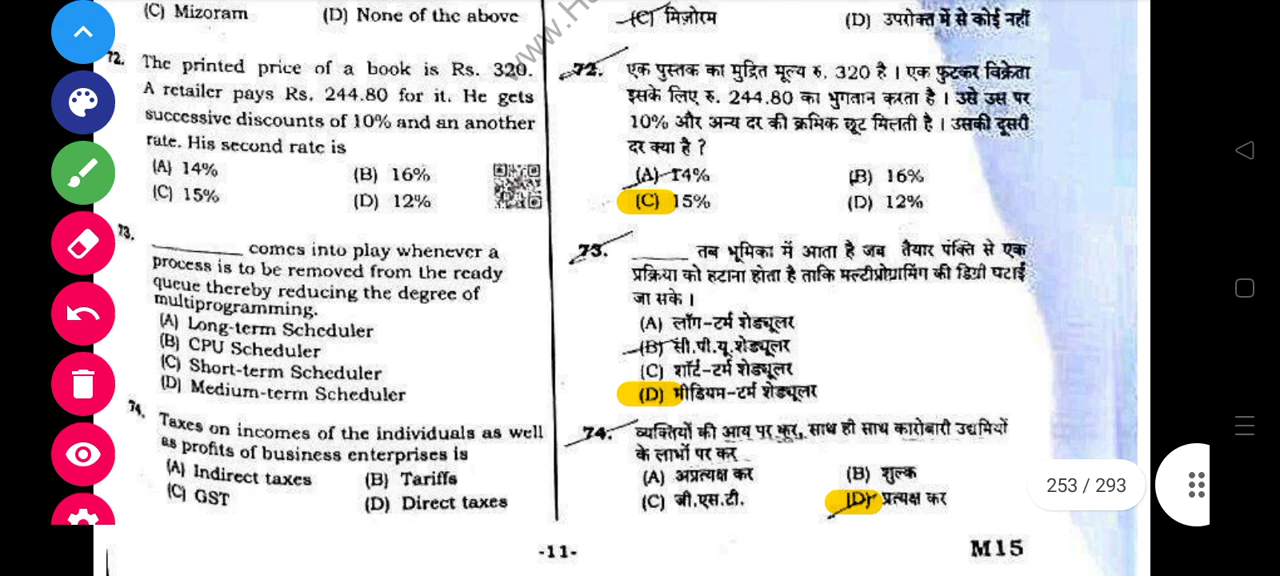 (C) Mizoram (D) None of the above
72. The printed price of a book is Rs. 320.
A retailer pays Rs. 244.80 for it. He gets
successive discounts of 10% and an another
rate. His second rate is
(A) 14% (B) 16%
(C) 15% (D) 12%
73. ________ comes into play whenever a
process is to be removed from the ready
queue thereby reducing the degree of
multiprogramming.
(A) Long-term Scheduler
(B) CPU Scheduler
(C) Short-term Scheduler
(D) Medium-term Scheduler
74. Taxes on incomes of the individuals as well
as profits of business enterprises is
(A) Indirect taxes (B) Tariffs
(C) GST (D) Direct taxes
(C) मिज़ोरम (D) उपरोक्त में से कोई नहीं
72. एक पुस्तक का मुद्रित मूल्य रु. 320 है । एक फुटकर विक्रेता
इसके लिए रु. 244.80 का भुगतान करता है । उसे उस पर
10% और अन्य दर की क्रमिक छूट मिलती है । उसकी दूसरी
दर क्या है ?
(A) 14% (B) 16%
(C) 15% (D) 12%
73. ______ तब भूमिका में आता है जब तैयार पंक्ति से एक
प्रक्रिया को हटाना होता है ताकि मल्टीप्रोग्रामिंग की डिग्री घटाई
जा सके ।
(A) लॉग-टर्म शेड्यूलर
(B) सी.पी.यू.शेड्यूलर
(C) शॉर्ट-टर्म शेड्यूलर
(D) मीडियम-टर्म शेड्यूलर
74. व्यक्तियों की आय पर कर, साथ ही साथ कारोबारी उद्यमियों
के लाभों पर कर
(A) अप्रत्यक्ष कर (B) शुल्क
(C) जी.एस.टी. (D) प्रत्यक्ष कर
253 / 293
-11-
M15